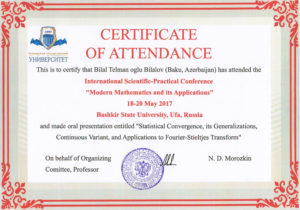 УНИВЕРСИТЕТ
CERTIFICATE
OF ATTENDANCE
This is to certify that Bilal Telman oglu Bilalov (Baku, Azerbaijan) has attended the
International Scientific-Practical Conference
"Modern Mathematics and its Applications"
18-20 May 2017
Bashkir State University, Ufa, Russia
and made oral presentation entitled "Statistical Convergence, its Generalizations,
Continuous Variant, and Applications to Fourier-Stieltjes Transform"
On behalf of Organizing
Comittee, Professor
N. D. Morozkin